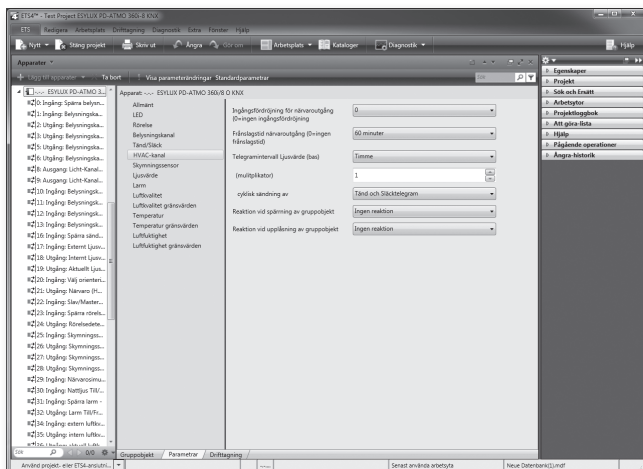 ETS4™ - Test Project ESYLUX PD-ATMO 360i-8 KNX
ETS Redigera Arbetsplats Drifttagning Diagnostik Extra Fönster Hjälp
Nytt Stäng projekt Skriv ut Ångra Gör om Arbetsplats Kataloger Diagnostik Hjälp
Apparater
Lägg till apparater Ta bort Visa parameterändringar Standardparametrar Sök
-.-.- ESYLUX PD-ATMO 3...
0: Ingång: Spärra belysn...
1: Ingång: Belysningska...
2: Utgång: Belysningska...
3: Utgång: Belysningska...
5: Utgång: Belysningska...
6: Utgång: Belysningska...
8: Ausgang: Licht-Kanal...
9: Ausgang: Licht-Kanal...
10: Ingång: Belysningsk...
11: Ingång: Belysningsk...
12: Ingång: Belysningsk...
13: Ingång: Belysningsk...
16: Ingång: Spärra sänd...
17: Ingång: Externt Ljusv...
18: Utgång: Internt Ljusv...
19: Utgång: Aktuellt Ljus...
20: Ingång: Välj orienteri...
21: Utgång: Närvaro (H...
22: Ingång: Slav/Master...
23: Ingång: Spärra rörels...
24: Utgång: Rörelsedete...
25: Ingång: Skymningss...
26: Utgång: Skymningss...
27: Utgång: Skymningss...
28: Utgång: Skymningss...
29: Ingång: Närvarosimu...
30: Ingång: Nattljus Till/...
31: Ingång: Spärra larm -
32: Utgång: Larm Till/Fr...
34: Ingång: extern luftkv...
35: Utgång: intern luftkv...
Sök 0/0
Apparat: -.-.- ESYLUX PD-ATMO 360i/8 O KNX
Allmänt
LED
Rörelse
Belysningskanal
Tänd/Släck
HVAC-kanal
Skymningssensor
Ljusvärde
Larm
Luftkvalitet
Luftkvalitet gränsvärden
Temperatur
Temperatur gränsvärden
Luftfuktighet
Luftfuktighet gränsvärden
Ingångsfördröjning för närvaroutgång
(0=ingen ingångsfördröjning)
0
Frånslagstid närvaroutgång (0=ingen
frånslagstid)
60 minuter
Telegramintervall Ljusvärde (bas)
Timme
(mulitplikator)
1
cyklisk sändning av
Tänd och Släcktelegram
Reaktion vid spärrning av gruppobjekt
Ingen reaktion
Reaktion vid upplåsning av gruppobjekt
Ingen reaktion
Gruppobjekt Parametrar Drifttagning
Egenskaper
Projekt
Sök och Ersätt
Arbetsytor
Projektloggbok
Att göra-lista
Hjälp
Pågående operationer
Ångra-historik
Använd projekt- eller ETS4-anslutni... -.-.- Senast använda arbetsyta Neue Datenbank(1).mdf